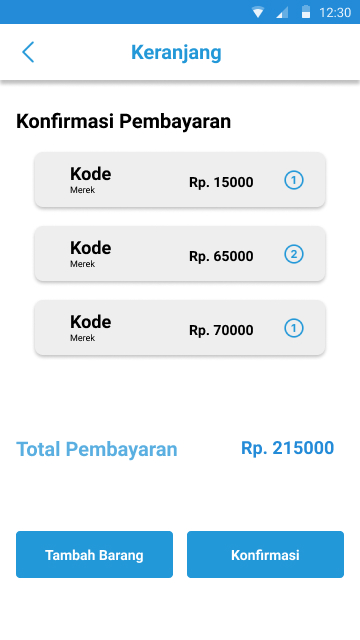 12:30
Keranjang
Konfirmasi Pembayaran
Kode
Merek
Rp. 15000
1
Kode
Merek
Rp. 65000
2
Kode
Merek
Rp. 70000
1
Total Pembayaran
Rp. 215000
Tambah Barang
Konfirmasi